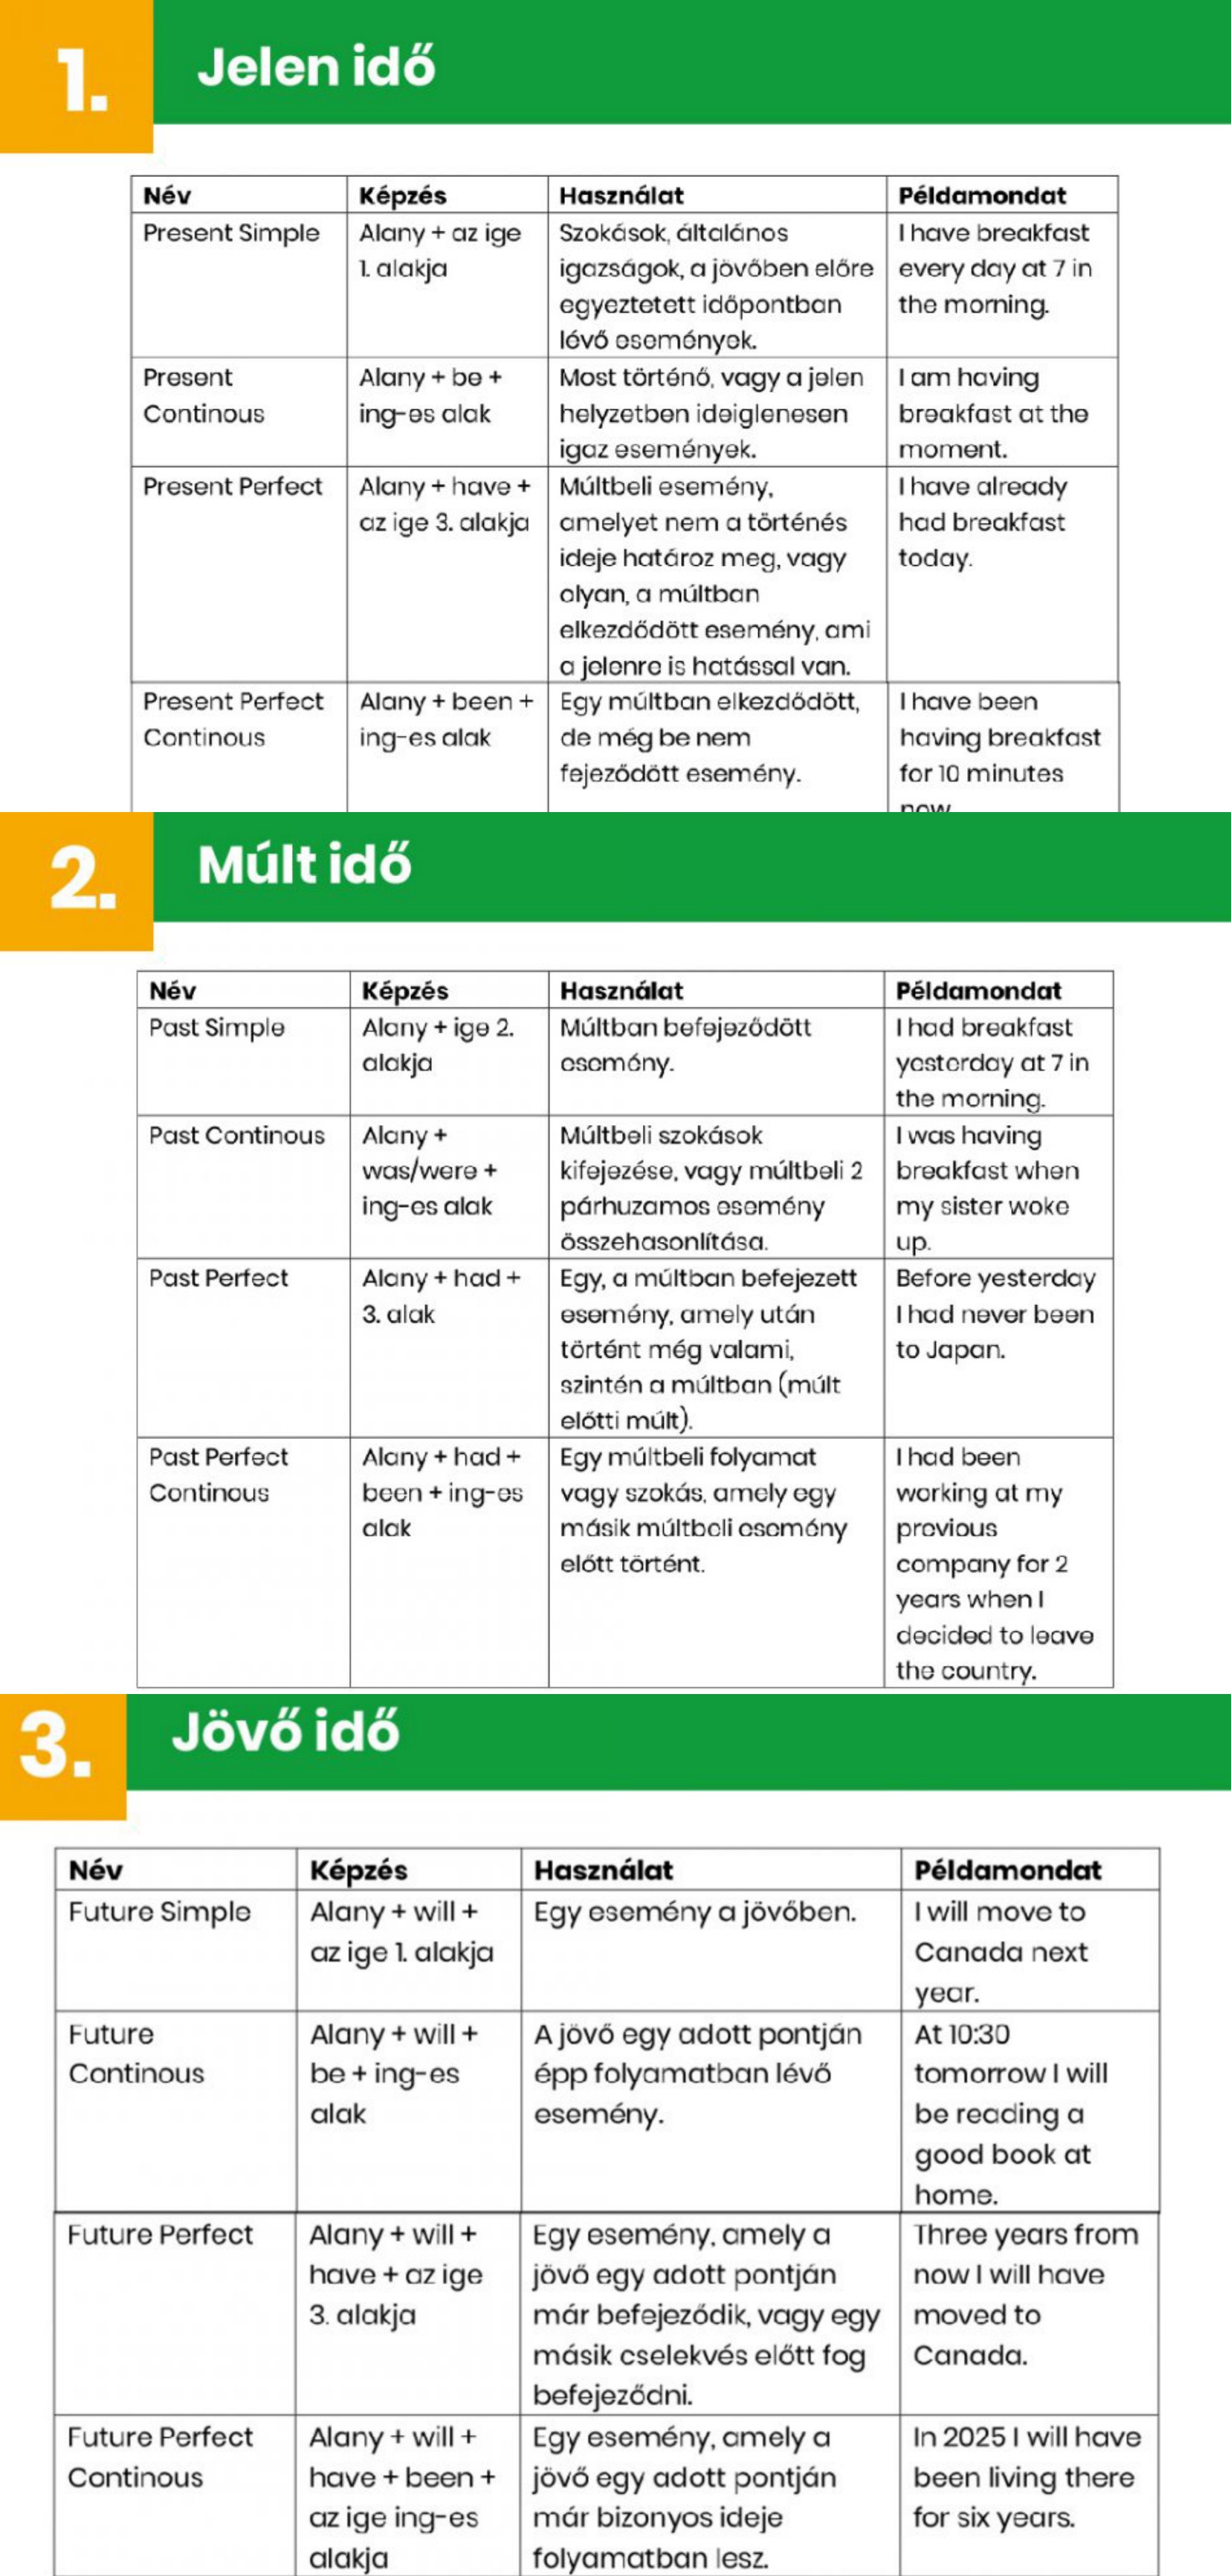 1.
Jelen idő
Név Képzés Használat Példamondat
Present Simple
Alany + az ige
1. alakja
Szokások, általános
igazságok, a jövőben előre
egyeztetett időpontban
lévő események.
I have breakfast
every day at 7 in
the morning.
Present
Continous
Alany + be +
ing-es alak
Most történő, vagy a jelen
helyzetben ideiglenesen
igaz események.
I am having
breakfast at the
moment.
Present Perfect
Alany + have +
az ige 3. alakja
Múltbeli esemény,
amelyet nem a történés
ideje határoz meg, vagy
olyan, a múltban
elkezdődött esemény, ami
a jelenre is hatással van.
I have already
had breakfast
today.
Present Perfect
Continous
Alany + been +
ing-es alak
Egy múltban elkezdődött,
de még be nem
fejeződött esemény.
I have been
having breakfast
for 10 minutes
now
2.
Múlt idő
Név Képzés Használat Példamondat
Past Simple
Alany + ige 2.
alakja
Múltban befejeződött
esemény.
I had breakfast
yesterday at 7 in
the morning.
Past Continous
Alany +
was/were +
ing-es alak
Múltbeli szokások
kifejezése, vagy múltbeli 2
párhuzamos esemény
összehasonlítása.
I was having
breakfast when
my sister woke
up.
Past Perfect
Alany + had +
3. alak
Egy, a múltban befejezett
esemény, amely után
történt még valami,
szintén a múltban (múlt
előtti múlt).
Before yesterday
I had never been
to Japan.
Past Perfect
Continous
Alany + had +
been + ing-es
alak
Egy múltbeli folyamat
vagy szokás, amely egy
másik múltbeli esemény
előtt történt.
I had been
working at my
previous
company for 2
years when I
decided to leave
the country.
3.
Jövő idő
Név Képzés Használat Példamondat
Future Simple
Alany + will +
az ige 1. alakja
Egy esemény a jövőben.
I will move to
Canada next
year.
Future
Continous
Alany + will +
be + ing-es
alak
A jövő egy adott pontján
épp folyamatban lévő
esemény.
At 10:30
tomorrow I will
be reading a
good book at
home.
Future Perfect
Alany + will +
have + az ige
3. alakja
Egy esemény, amely a
jövő egy adott pontján
már befejeződik, vagy egy
másik cselekvés előtt fog
befejeződni.
Three years from
now I will have
moved to
Canada.
Future Perfect
Continous
Alany + will +
have + been +
az ige ing-es
alakja
Egy esemény, amely a
jövő egy adott pontján
már bizonyos ideje
folyamatban lesz.
In 2025 I will have
been living there
for six years.